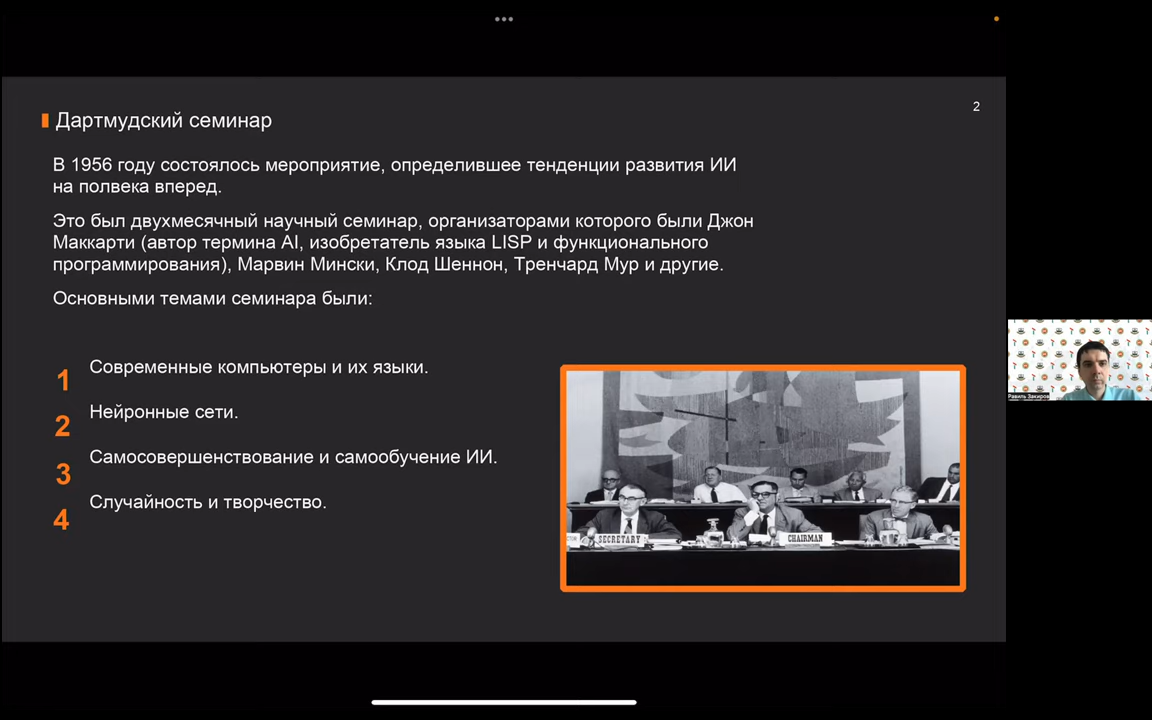 2
Дартмудский семинар
В 1956 году состоялось мероприятие, определившее тенденции развития ИИ
на полвека вперед.
Это был двухмесячный научный семинар, организаторами которого были Джон
Маккарти (автор термина AI, изобретатель языка LISP и функционального
программирования), Марвин Мински, Клод Шеннон, Тренчард Мур и другие.
Основными темами семинара были:
1 Современные компьютеры и их языки.
2 Нейронные сети.
3 Самосовершенствование и самообучение ИИ.
4 Случайность и творчество.
SECRETARY
CHAIRMAN
Равиль Закиров